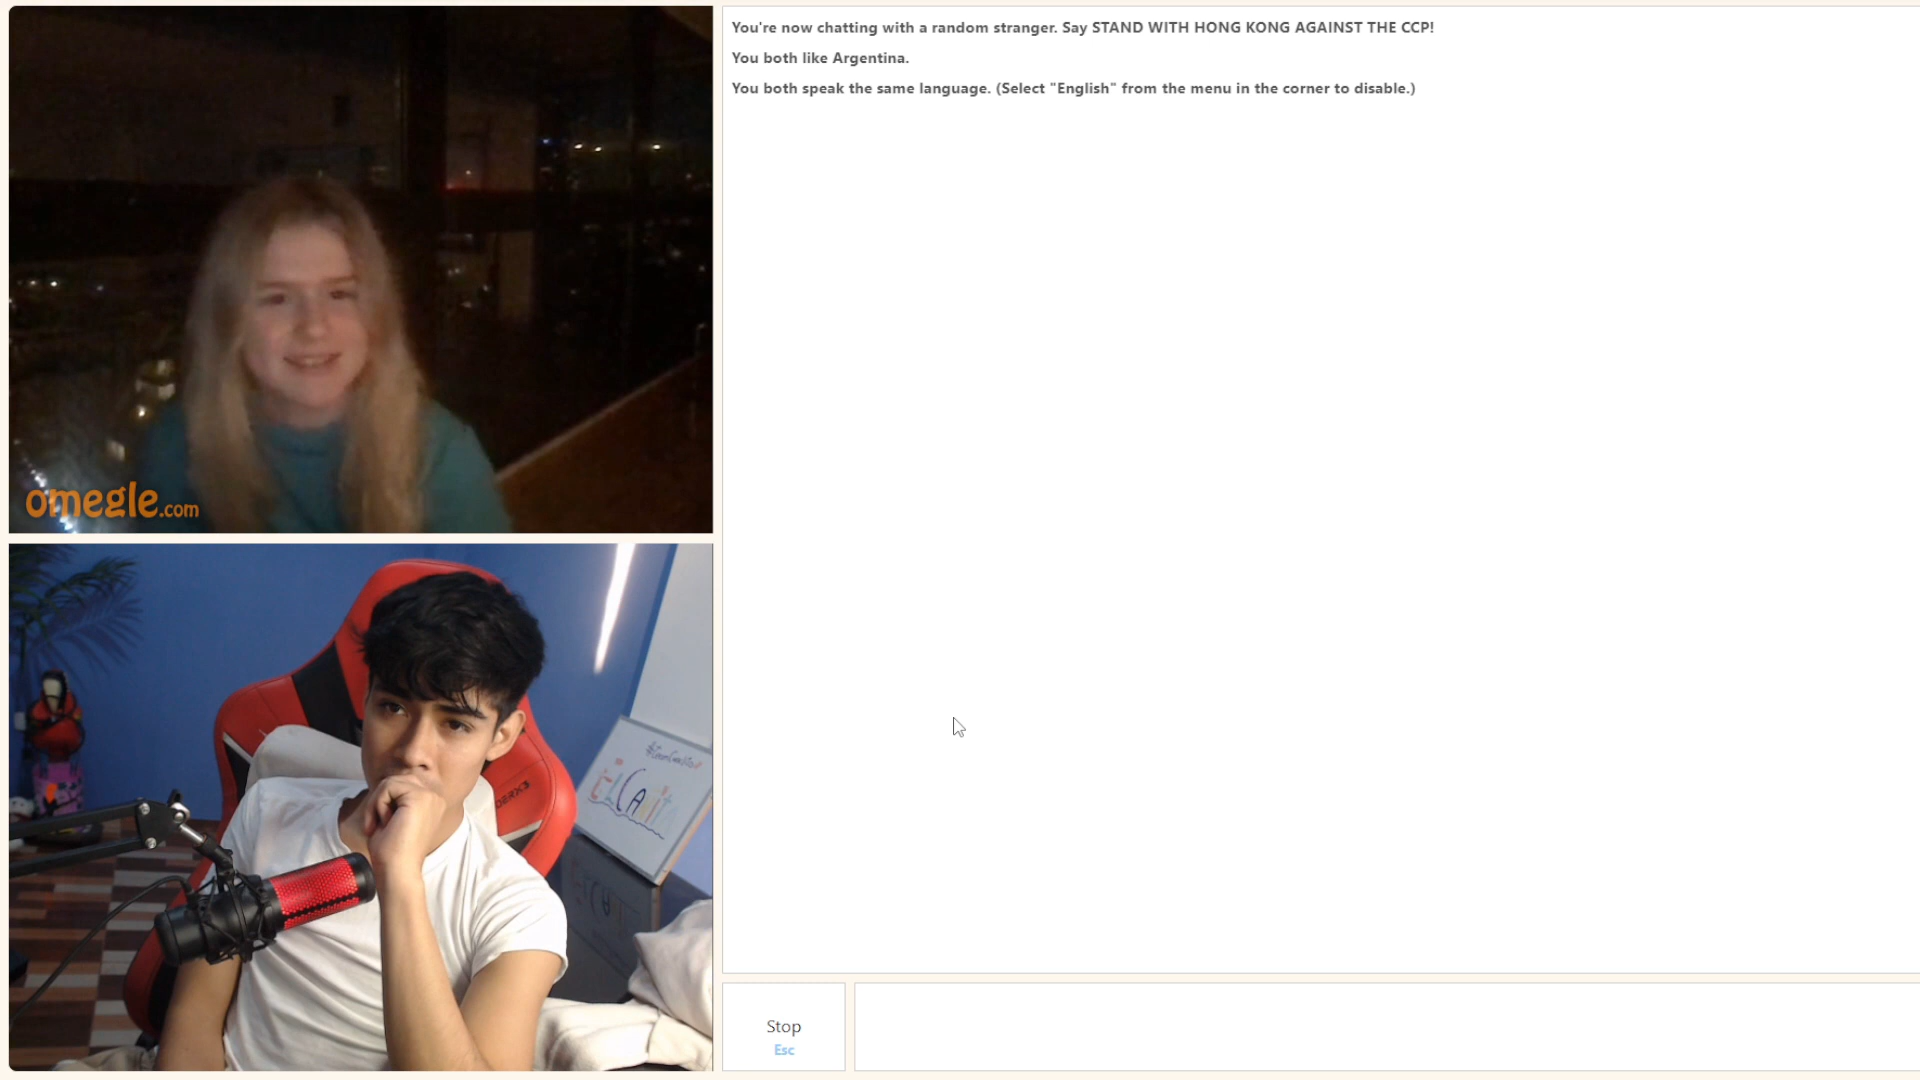 You're now chatting with a random stranger. Say STAND WITH HONG KONG AGAINST THE CCP!
You both like Argentina.
You both speak the same language. (Select "English" from the menu in the corner to disable.)
omegle.com
Stop
Esc